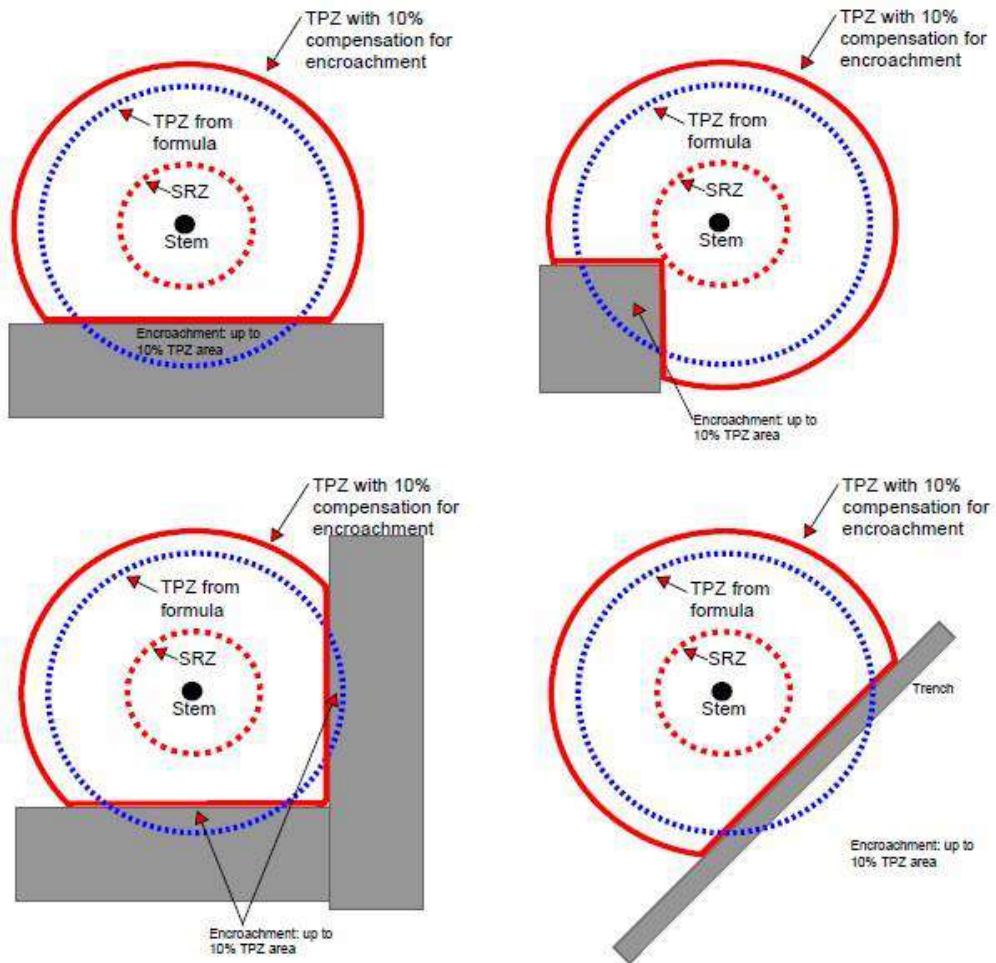 TPZ with 10%
compensation for
encroachment
TPZ from
formula
SRZ
Stem
Encroachment: up to
10% TPZ area
TPZ with 10%
compensation for
encroachment
TPZ from
formula
SRZ
Stem
Encroachment: up to
10% TPZ area
TPZ with 10%
compensation for
encroachment
TPZ from
formula
SRZ
Stem
Encroachment: up to
10% TPZ area
TPZ with 10%
compensation for
encroachment
TPZ from
formula
SRZ
Stem
Trench
Encroachment: up to
10% TPZ area